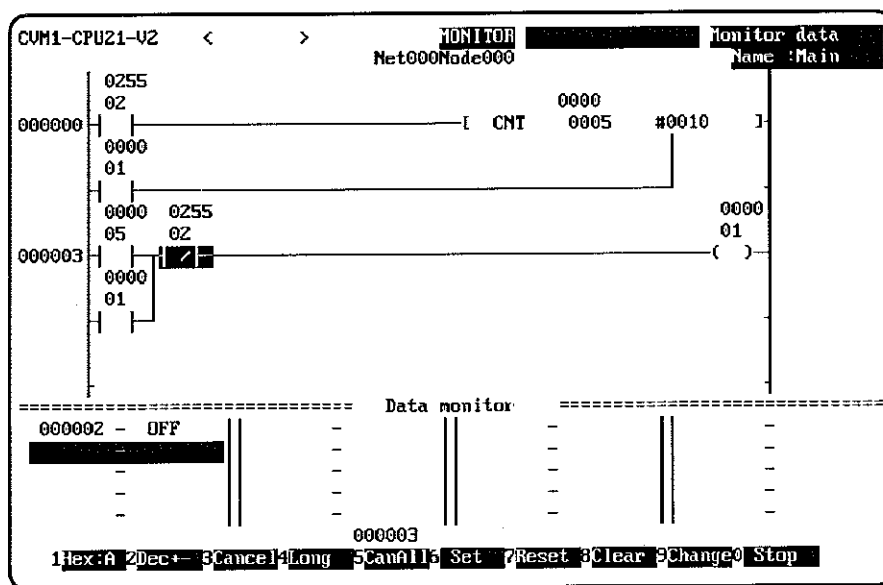 CVM1-CPU21-V2 < > MONITOR Monitor data
Net000Node000 Name :Main
0255
02 0000
000000 [ CNT 0005 #0010 ]
0000
01
0000 0255 0000
05 02 01
000003 ( )
0000
01
Data monitor
000002 - OFF
000003
1Hex:A 2Dec+- 3Cancel 4Long 5CanAll 6 Set 7Reset 8Clear 9Change 0 Stop